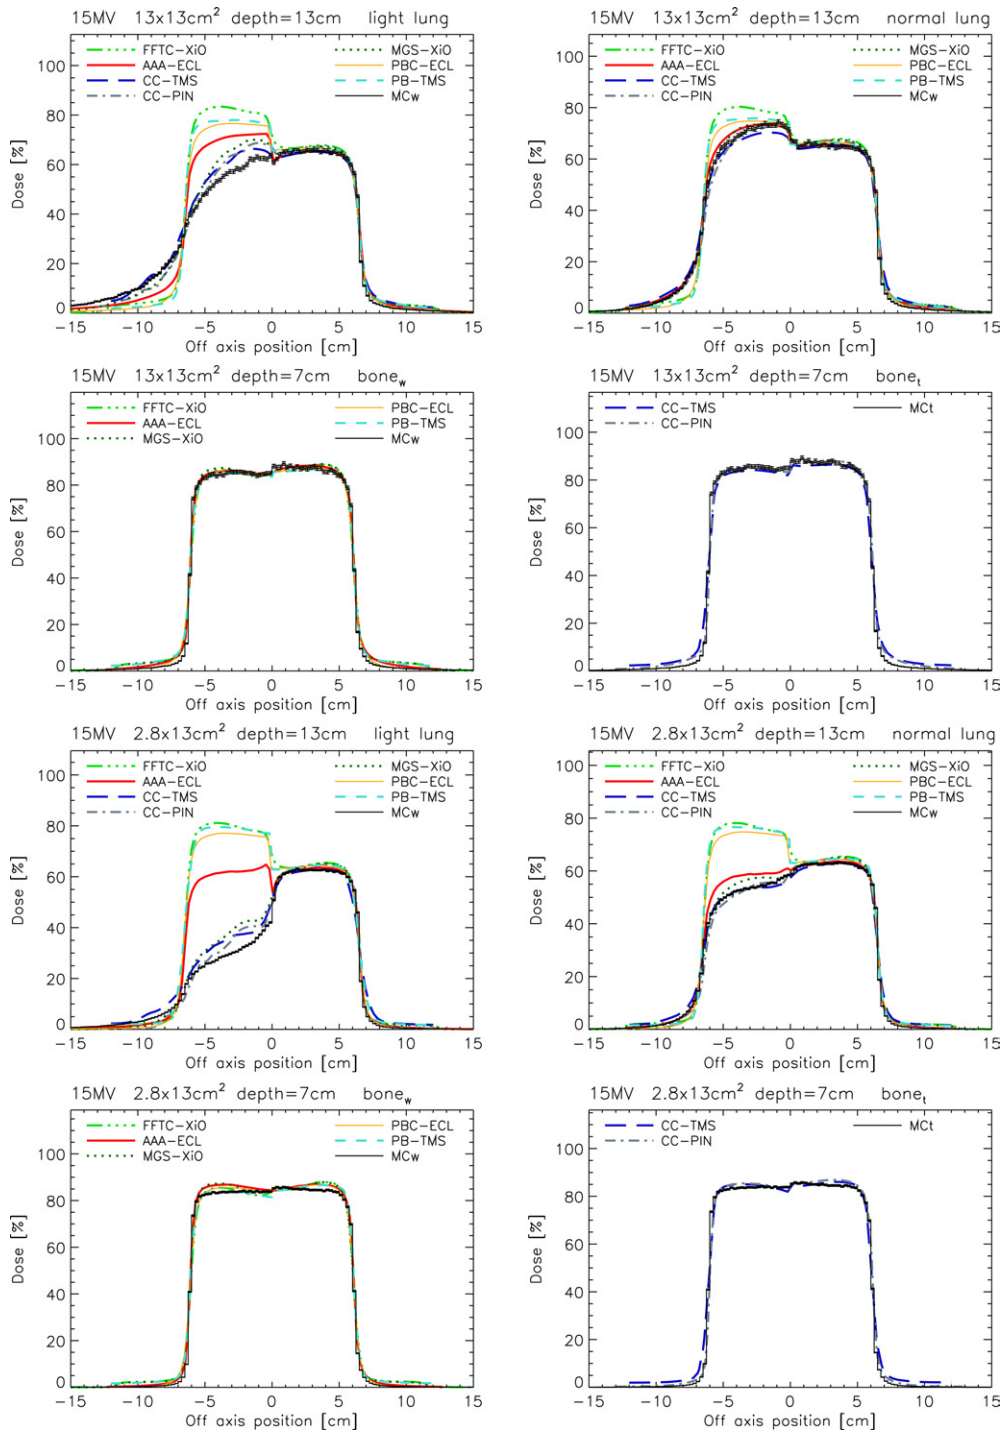 15MV 13x13cm² depth=13cm light lung
FFTC-XiO MGS-XiO
AAA-ECL PBC-ECL
CC-TMS PB-TMS
CC-PIN MCw
100
80
60
40
20
0
Dose [%]
-15 -10 -5 0 5 10 15
Off axis position [cm]
15MV 13x13cm² depth=13cm normal lung
FFTC-XiO MGS-XiO
AAA-ECL PBC-ECL
CC-TMS PB-TMS
CC-PIN MCw
100
80
60
40
20
0
Dose [%]
-15 -10 -5 0 5 10 15
Off axis position [cm]
15MV 13x13cm² depth=7cm bone_w
FFTC-XiO PBC-ECL
AAA-ECL PB-TMS
MGS-XiO MCw
100
80
60
40
20
0
Dose [%]
-15 -10 -5 0 5 10 15
Off axis position [cm]
15MV 13x13cm² depth=7cm bone_t
CC-TMS MCt
CC-PIN
100
80
60
40
20
0
Dose [%]
-15 -10 -5 0 5 10 15
Off axis position [cm]
15MV 2.8x13cm² depth=13cm light lung
FFTC-XiO MGS-XiO
AAA-ECL PBC-ECL
CC-TMS PB-TMS
CC-PIN MCw
100
80
60
40
20
0
Dose [%]
-15 -10 -5 0 5 10 15
Off axis position [cm]
15MV 2.8x13cm² depth=13cm normal lung
FFTC-XiO MGS-XiO
AAA-ECL PBC-ECL
CC-TMS PB-TMS
CC-PIN MCw
100
80
60
40
20
0
Dose [%]
-15 -10 -5 0 5 10 15
Off axis position [cm]
15MV 2.8x13cm² depth=7cm bone_w
FFTC-XiO PBC-ECL
AAA-ECL PB-TMS
MGS-XiO MCw
100
80
60
40
20
0
Dose [%]
-15 -10 -5 0 5 10 15
Off axis position [cm]
15MV 2.8x13cm² depth=7cm bone_t
CC-TMS MCt
CC-PIN
100
80
60
40
20
0
Dose [%]
-15 -10 -5 0 5 10 15
Off axis position [cm]